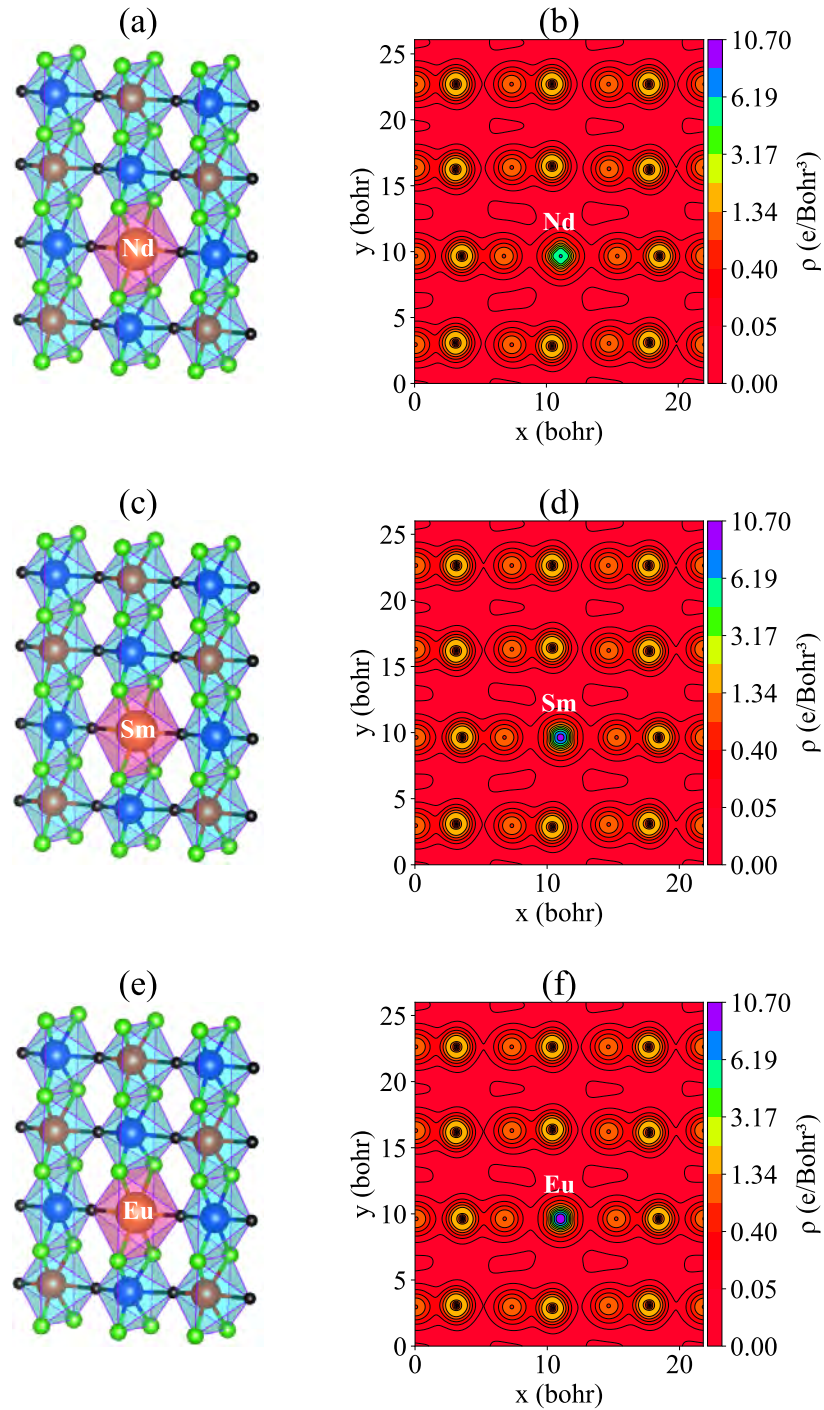 (a)
(b)
Nd
25
20
15
10
5
0
y (bohr)
Nd
0
10
20
x (bohr)
10.70
6.19
3.17
1.34
0.40
0.05
0.00
ρ (e/Bohr³)
(c)
(d)
Sm
25
20
15
10
5
0
y (bohr)
Sm
0
10
20
x (bohr)
10.70
6.19
3.17
1.34
0.40
0.05
0.00
ρ (e/Bohr³)
(e)
(f)
Eu
25
20
15
10
5
0
y (bohr)
Eu
0
10
20
x (bohr)
10.70
6.19
3.17
1.34
0.40
0.05
0.00
ρ (e/Bohr³)